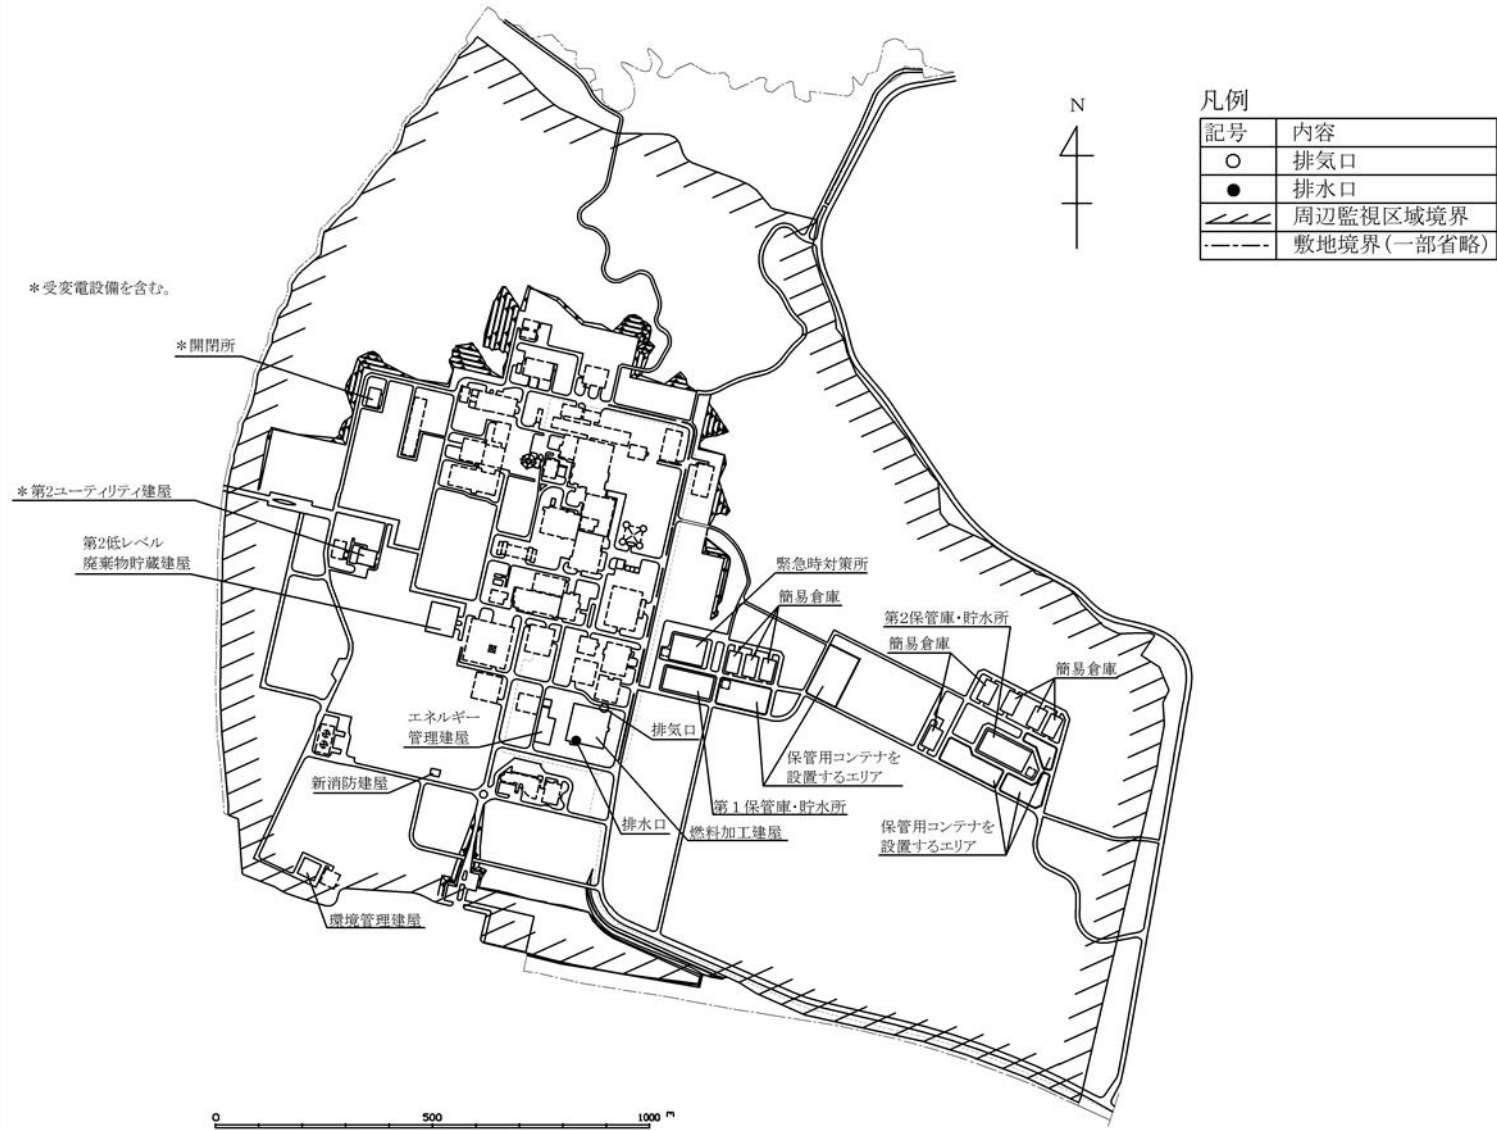 N
凡例
記号 内容
排気口
排水口
周辺監視区域境界
敷地境界(一部省略)
*受変電設備を含む。
*開閉所
*第2ユーティリティ建屋
第2低レベル
廃棄物貯蔵建屋
緊急時対策所
簡易倉庫
第2保管庫・貯水所
簡易倉庫
簡易倉庫
エネルギー
管理建屋
排気口
保管用コンテナを
設置するエリア
新消防建屋
第1保管庫・貯水所
排水口
燃料加工建屋
保管用コンテナを
設置するエリア
環境管理建屋
0 500 1000 m